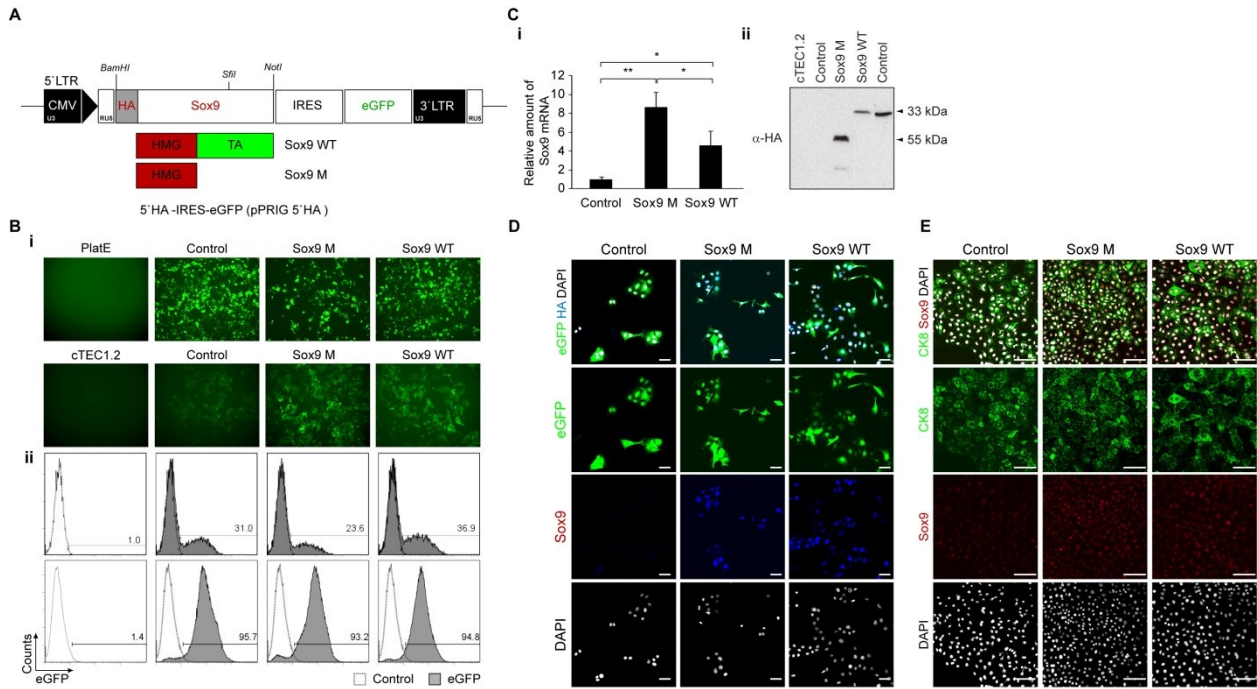 A
BamHI SfiI NotI
5`LTR
CMV U3 RU5 HA Sox9 IRES eGFP 3`LTR U3 RU5
HMG TA Sox9 WT
HMG Sox9 M
5`HA -IRES-eGFP (pPRIG 5`HA )
B
i
PlatE Control Sox9 M Sox9 WT
cTEC1.2 Control Sox9 M Sox9 WT
ii
1.0 31.0 23.6 36.9
1.4 95.7 93.2 94.8
Counts
eGFP
Control eGFP
C
i
*
** *
Relative amount of
Sox9 mRNA
12
10
8
6
4
2
0
Control Sox9 M Sox9 WT
ii
cTEC1.2 Control Sox9 M Sox9 WT Control
α-HA
33 kDa
55 kDa
D
Control Sox9 M Sox9 WT
eGFP HA DAPI
eGFP
Sox9
DAPI
E
Control Sox9 M Sox9 WT
CK8 Sox9 DAPI
CK8
Sox9
DAPI